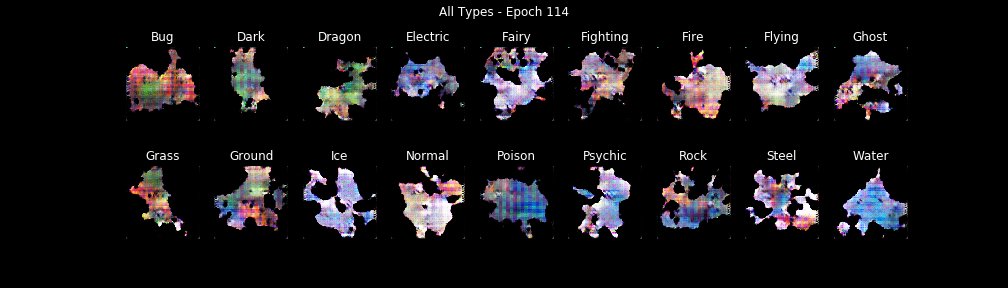 All Types - Epoch 114
Bug Dark Dragon Electric Fairy Fighting Fire Flying Ghost
Grass Ground Ice Normal Poison Psychic Rock Steel Water